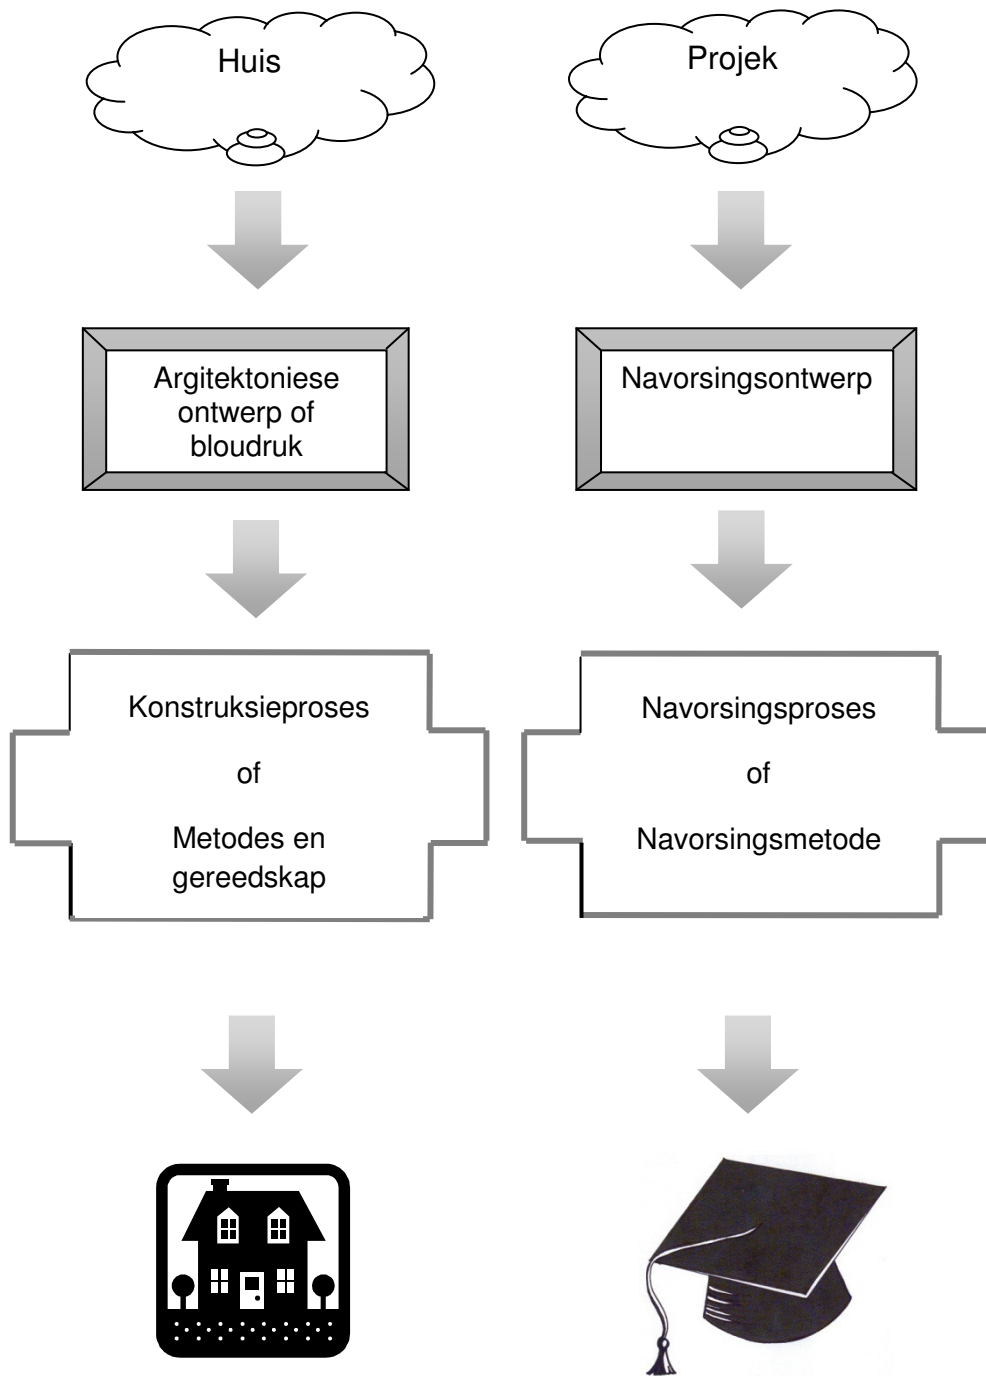 Huis
Projek
Argitektoniese
ontwerp of
bloudruk
Navorsingsontwerp
Konstruksieproses
of
Metodes en
gereedskap
Navorsingsproses
of
Navorsingsmetode